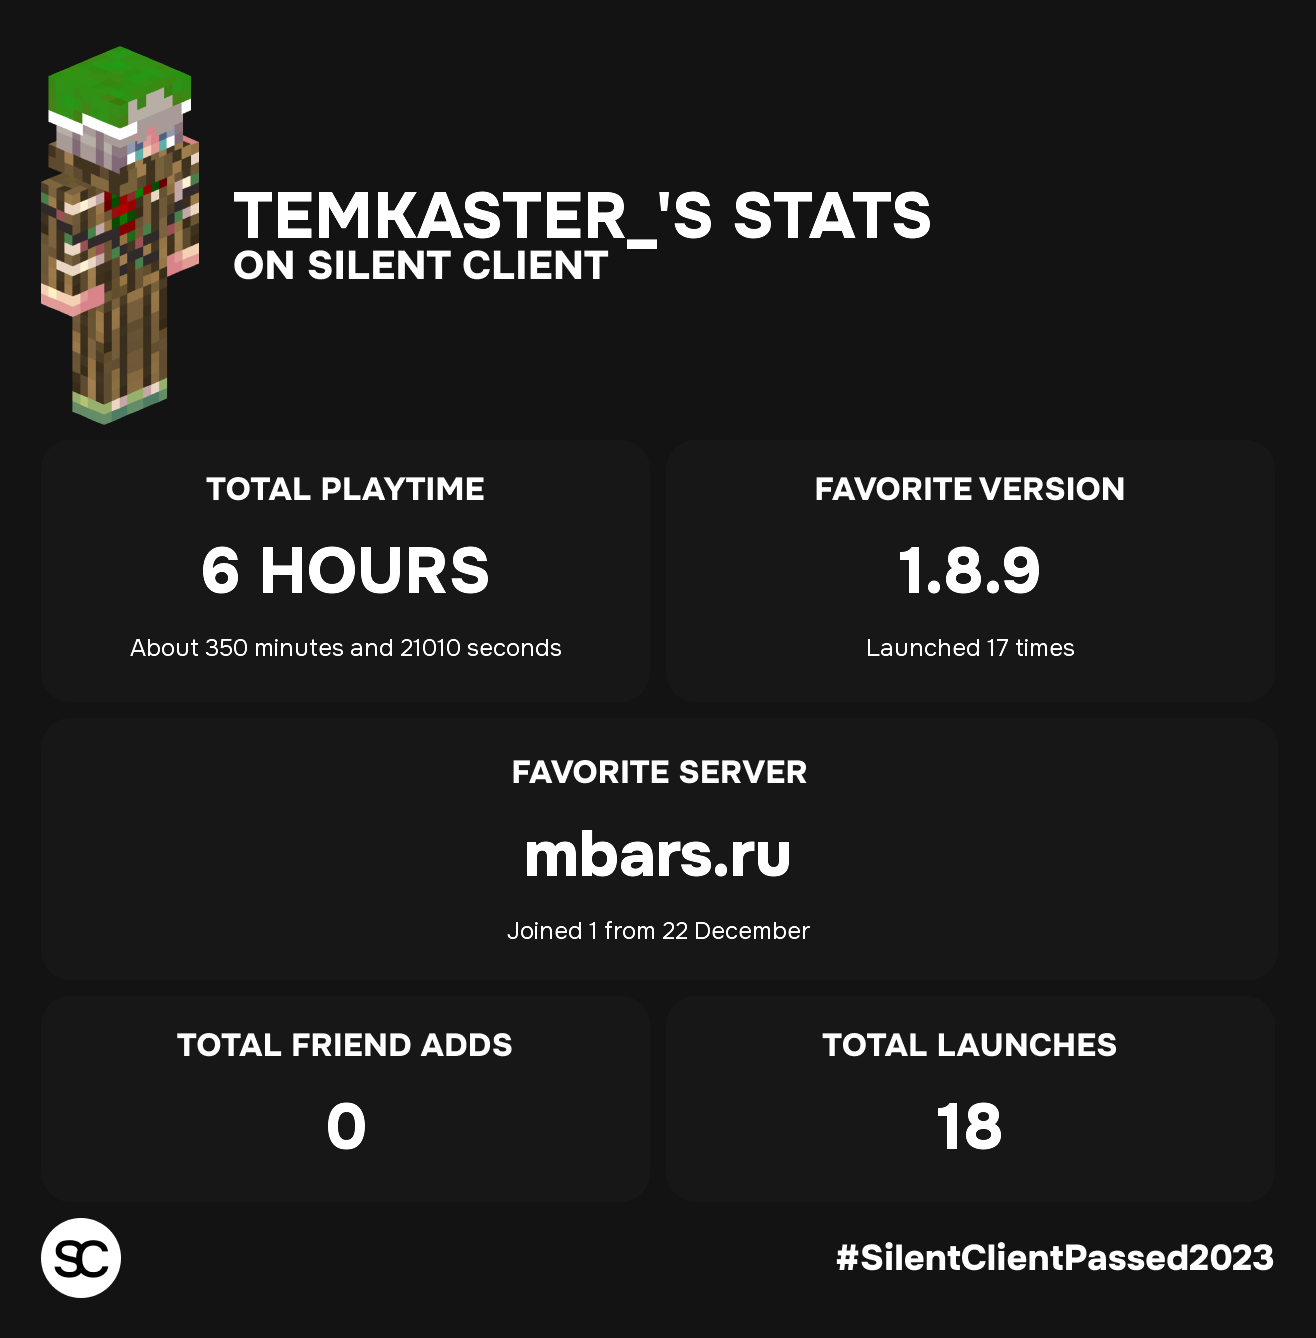 TEMKASTER_'S STATS
ON SILENT CLIENT
TOTAL PLAYTIME
6 HOURS
About 350 minutes and 21010 seconds
FAVORITE VERSION
1.8.9
Launched 17 times
FAVORITE SERVER
mbars.ru
Joined 1 from 22 December
TOTAL FRIEND ADDS
0
TOTAL LAUNCHES
18
SC
#SilentClientPassed2023